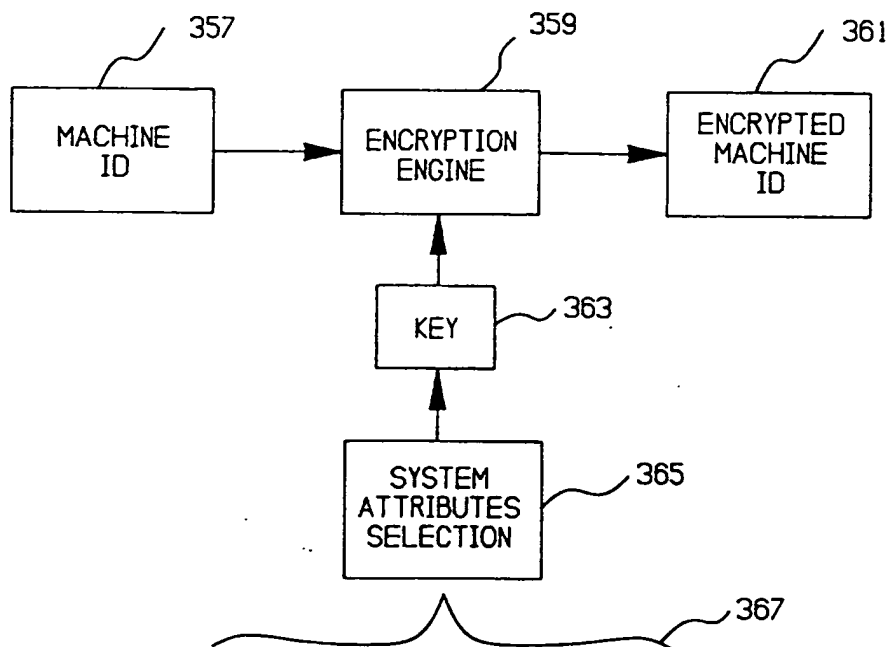 357
359
361
MACHINE
ID
ENCRYPTION
ENGINE
ENCRYPTED
MACHINE
ID
KEY
363
SYSTEM
ATTRIBUTES
SELECTION
365
367